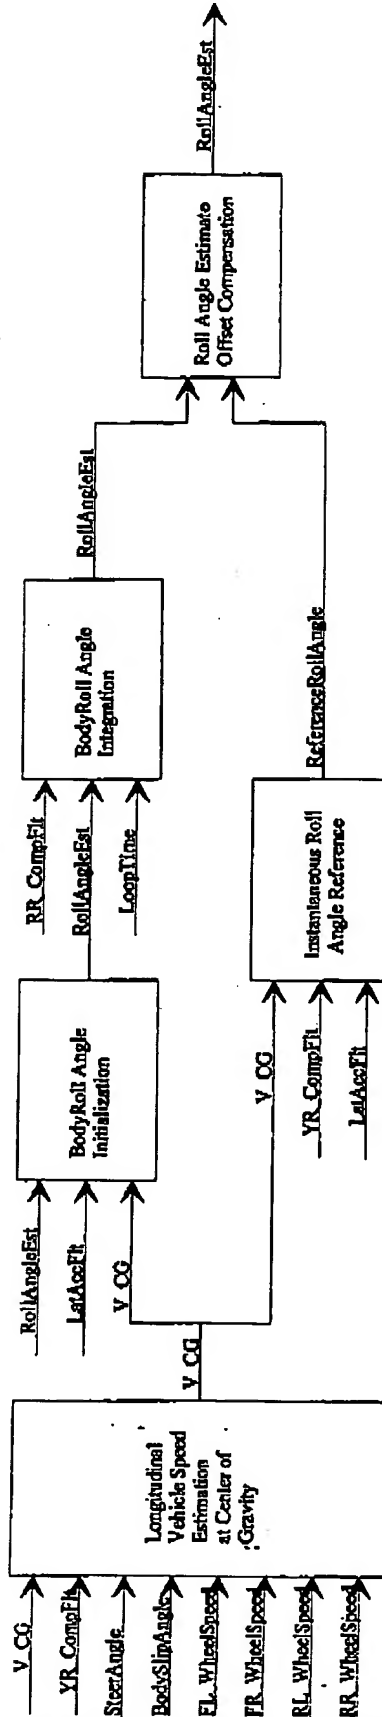 V_CG
YR_CompFlt
SteerAngle
BodySlipAngle
FL_WheelSpeed
FR_WheelSpeed
RL_WheelSpeed
RR_WheelSpeed
Longitudinal
Vehicle Speed
Estimation
at Center of
Gravity
V_CG
RollAngleEst
LatAccFlt
V_CG
BodyRoll Angle
Initialization
RR_CompFlt
RollAngleEst
LoopTime
BodyRoll Angle
Integration
RollAngleEst
V_CG
YR_CompFlt
LatAccFlt
Instantaneous Roll
Angle Reference
ReferenceRollAngle
Roll Angle Estimate
Offset Compensation
RollAngleEst